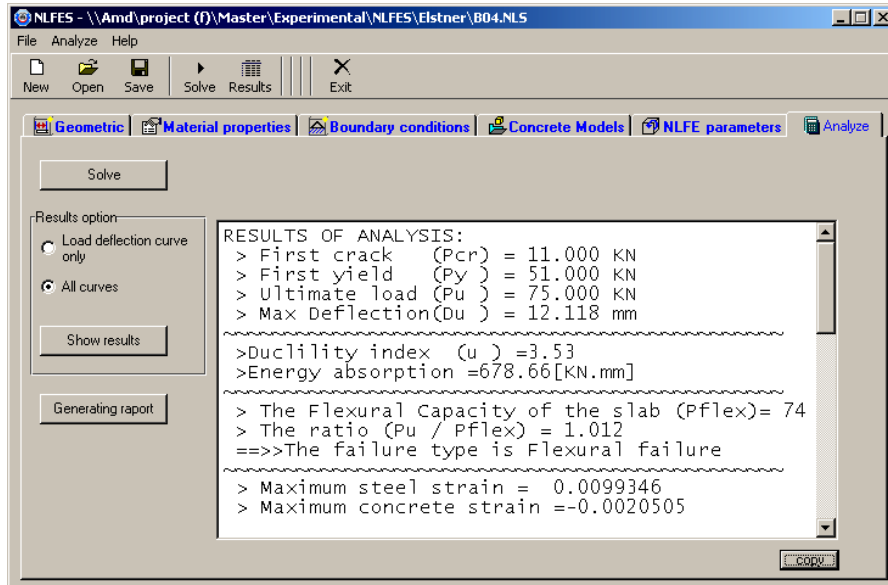 NLFES - \\Amd\project (f)\Master\Experimental\NLFES\Elstner\B04.NLS
File Analyze Help
New Open Save Solve Results Exit
Geometric Material properties Boundary conditions Concrete Models NLFE parameters Analyze
Solve
Results option
Load deflection curve
only
All curves
Show results
Generating raport
RESULTS OF ANALYSIS:
> First crack (Pcr) = 11.000 KN
> First yield (Py ) = 51.000 KN
> Ultimate load (Pu ) = 75.000 KN
> Max Deflection(Du ) = 12.118 mm
~~~~~~~~~~~~~~~~~~~~~~~~~~~~~~~~~~~~~~~~~~~~~~~
>Duclility index (u ) =3.53
>Energy absorption =678.66[KN.mm]
~~~~~~~~~~~~~~~~~~~~~~~~~~~~~~~~~~~~~~~~~~~~~~~
> The Flexural Capacity of the slab (Pflex)= 74
> The ratio (Pu / Pflex) = 1.012
==>>The failure type is Flexural failure
~~~~~~~~~~~~~~~~~~~~~~~~~~~~~~~~~~~~~~~~~~~~~~~
> Maximum steel strain = 0.0099346
> Maximum concrete strain =-0.0020505
copy